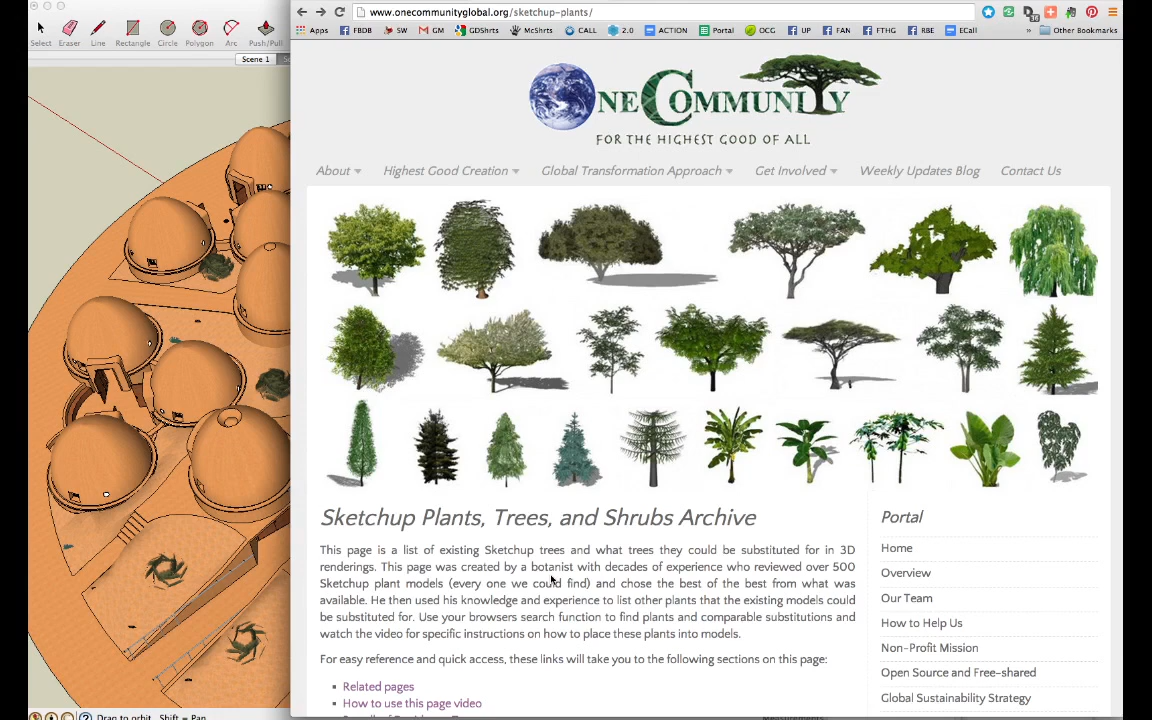 www.onecommunityglobal.org/sketchup-plants/
Select Eraser Line Rectangle Circle Polygon Arc Push/Pull
Apps FBDB SW GM GDShrts McShrts CALL 2.0 ACTION Portal OCG UP FAN FTHG RBE ECall » Other Bookmarks
Scene 1
ONE COMMUNITY
FOR THE HIGHEST GOOD OF ALL
About Highest Good Creation Global Transformation Approach Get Involved Weekly Updates Blog Contact Us
Sketchup Plants, Trees, and Shrubs Archive
This page is a list of existing Sketchup trees and what trees they could be substituted for in 3D
renderings. This page was created by a botanist with decades of experience who reviewed over 500
Sketchup plant models (every one we could find) and chose the best of the best from what was
available. He then used his knowledge and experience to list other plants that the existing models could
be substituted for. Use your browsers search function to find plants and comparable substitutions and
watch the video for specific instructions on how to place these plants into models.
For easy reference and quick access, these links will take you to the following sections on this page:
Related pages
How to use this page video
Portal
Home
Overview
Our Team
How to Help Us
Non-Profit Mission
Open Source and Free-shared
Global Sustainability Strategy
Drag to orbit. Shift = Pan
Measurements